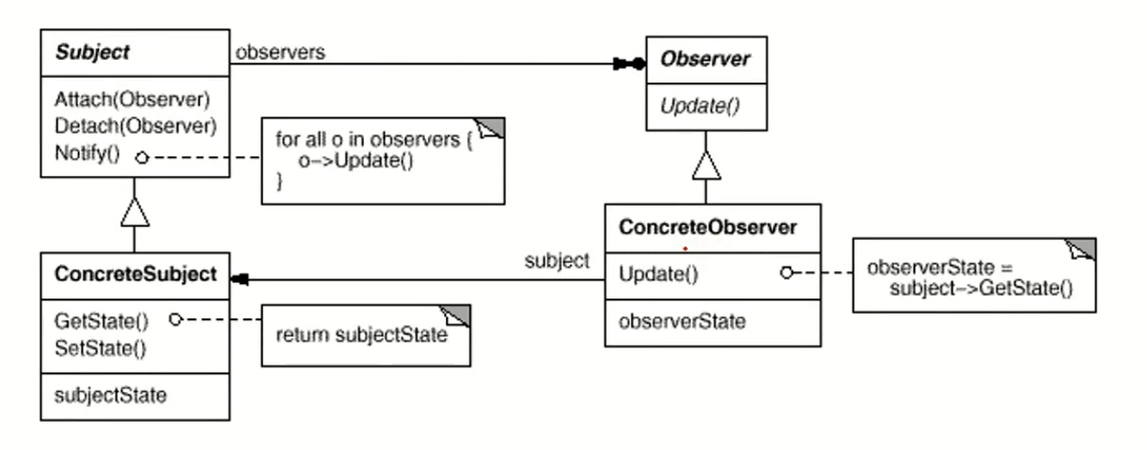 Subject
Attach(Observer)
Detach(Observer)
Notify()
observers
Observer
Update()
for all o in observers {
o->Update()
}
ConcreteSubject
GetState()
SetState()
subjectState
return subjectState
subject
ConcreteObserver
Update()
observerState
observerState =
subject->GetState()